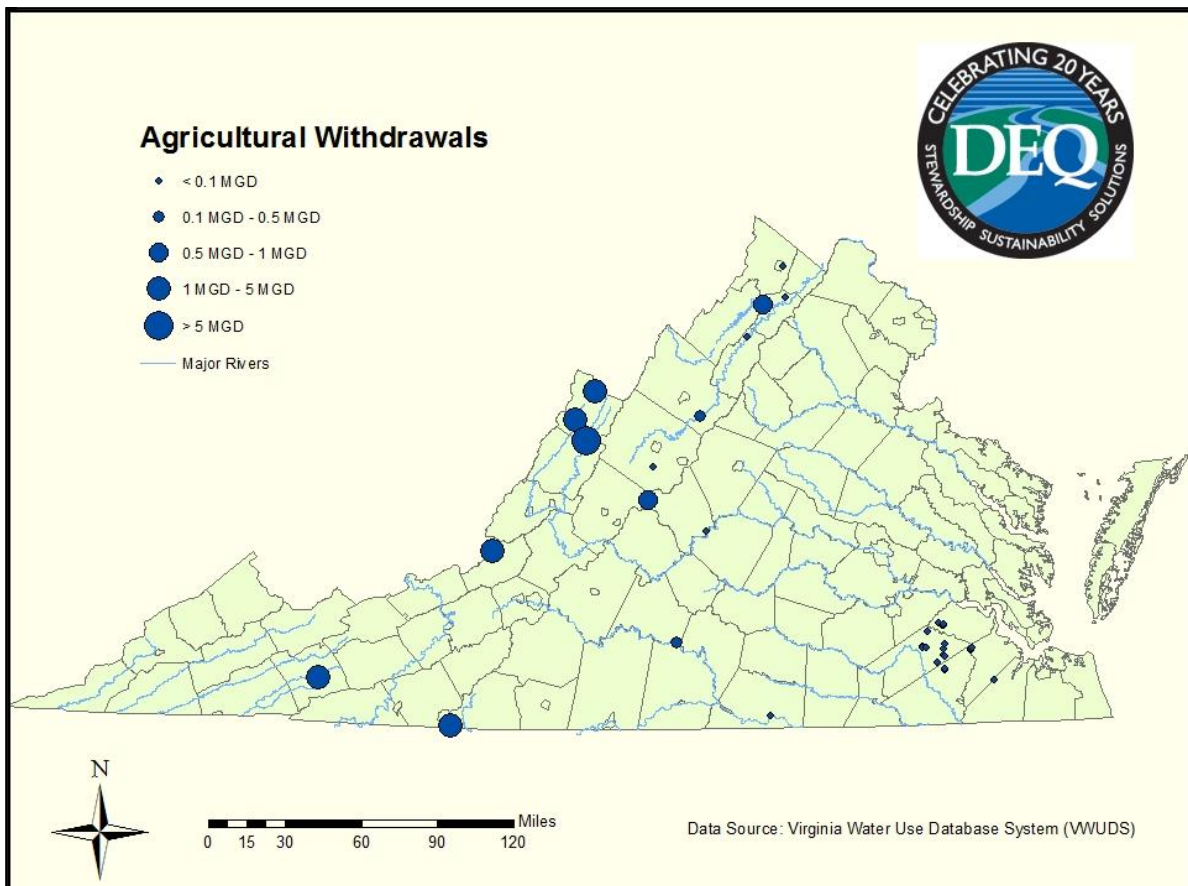 Agricultural Withdrawals
< 0.1 MGD
0.1 MGD - 0.5 MGD
0.5 MGD - 1 MGD
1 MGD - 5 MGD
> 5 MGD
Major Rivers
CELEBRATING 20 YEARS
DEQ
STEWARDSHIP SUSTAINABILITY SOLUTIONS
N
Miles
0 15 30 60 90 120
Data Source: Virginia Water Use Database System (VWUDS)